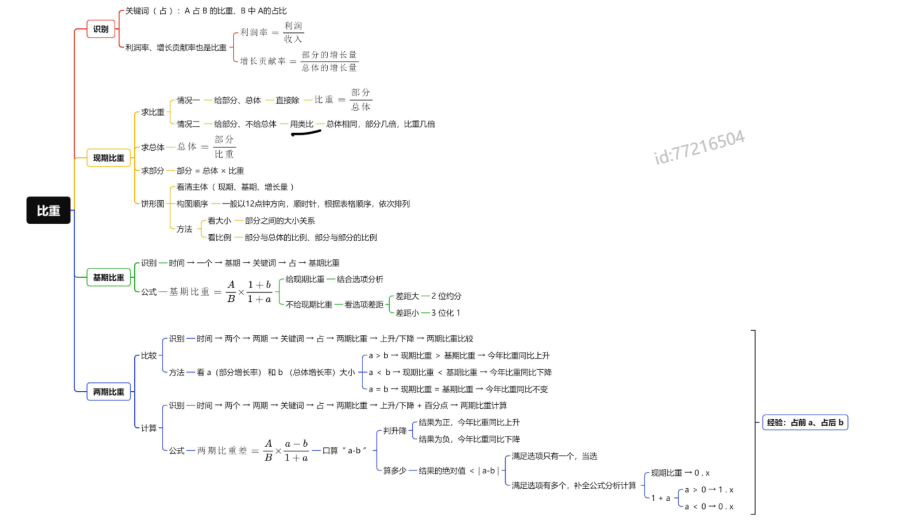 关键词（ 占 ）：A 占 B 的比重、B 中 A的占比
识别
利润率、增长贡献率也是比重
利润率 = 利润/收入
增长贡献率 = 部分的增长量/总体的增长量
情况一 给部分、总体 直接除 比重 = 部分/总体
求比重
情况二 给部分、不给总体 用类比 总体相同，部分几倍，比重几倍
求总体 总体 = 部分/比重
现期比重
求部分 部分 = 总体 × 比重
看清主体（ 现期、基期、增长量 ）
饼形图 构图顺序 一般以12点钟方向，顺时针，根据表格顺序，依次排列
方法
看大小 部分之间的大小关系
看比例 部分与总体的比例、部分与部分的比例
id:77216504
比重
基期比重
识别 时间 → 一个 → 基期 → 关键词 → 占 → 基期比重
公式 基期比重 = A/B × 1+b/1+a
给现期比重 结合选项分析
不给现期比重 看选项差距
差距大 2 位约分
差距小 3 位化 1
两期比重
比较
识别 时间 → 两个 → 两期 → 关键词 → 占 → 两期比重 → 上升/下降 → 两期比重比较
方法 看 a（部分增长率） 和 b （总体增长率）大小
a > b → 现期比重 > 基期比重 → 今年比重同比上升
a < b → 现期比重 < 基期比重 → 今年比重同比下降
a = b → 现期比重 = 基期比重 → 今年比重同比不变
计算
识别 时间 → 两个 → 两期 → 关键词 → 占 → 两期比重 → 上升/下降 + 百分点 → 两期比重计算
公式 两期比重差 = A/B × a−b/1+a 口算 “ a-b ”
判升降
结果为正，今年比重同比上升
结果为负，今年比重同比下降
算多少 结果的绝对值 < | a-b |
满足选项只有一个，当选
满足选项有多个，补全公式分析计算
现期比重 → 0 . x
1 + a
a > 0 → 1 . x
a < 0 → 0 . x
经验：占前 a、占后 b